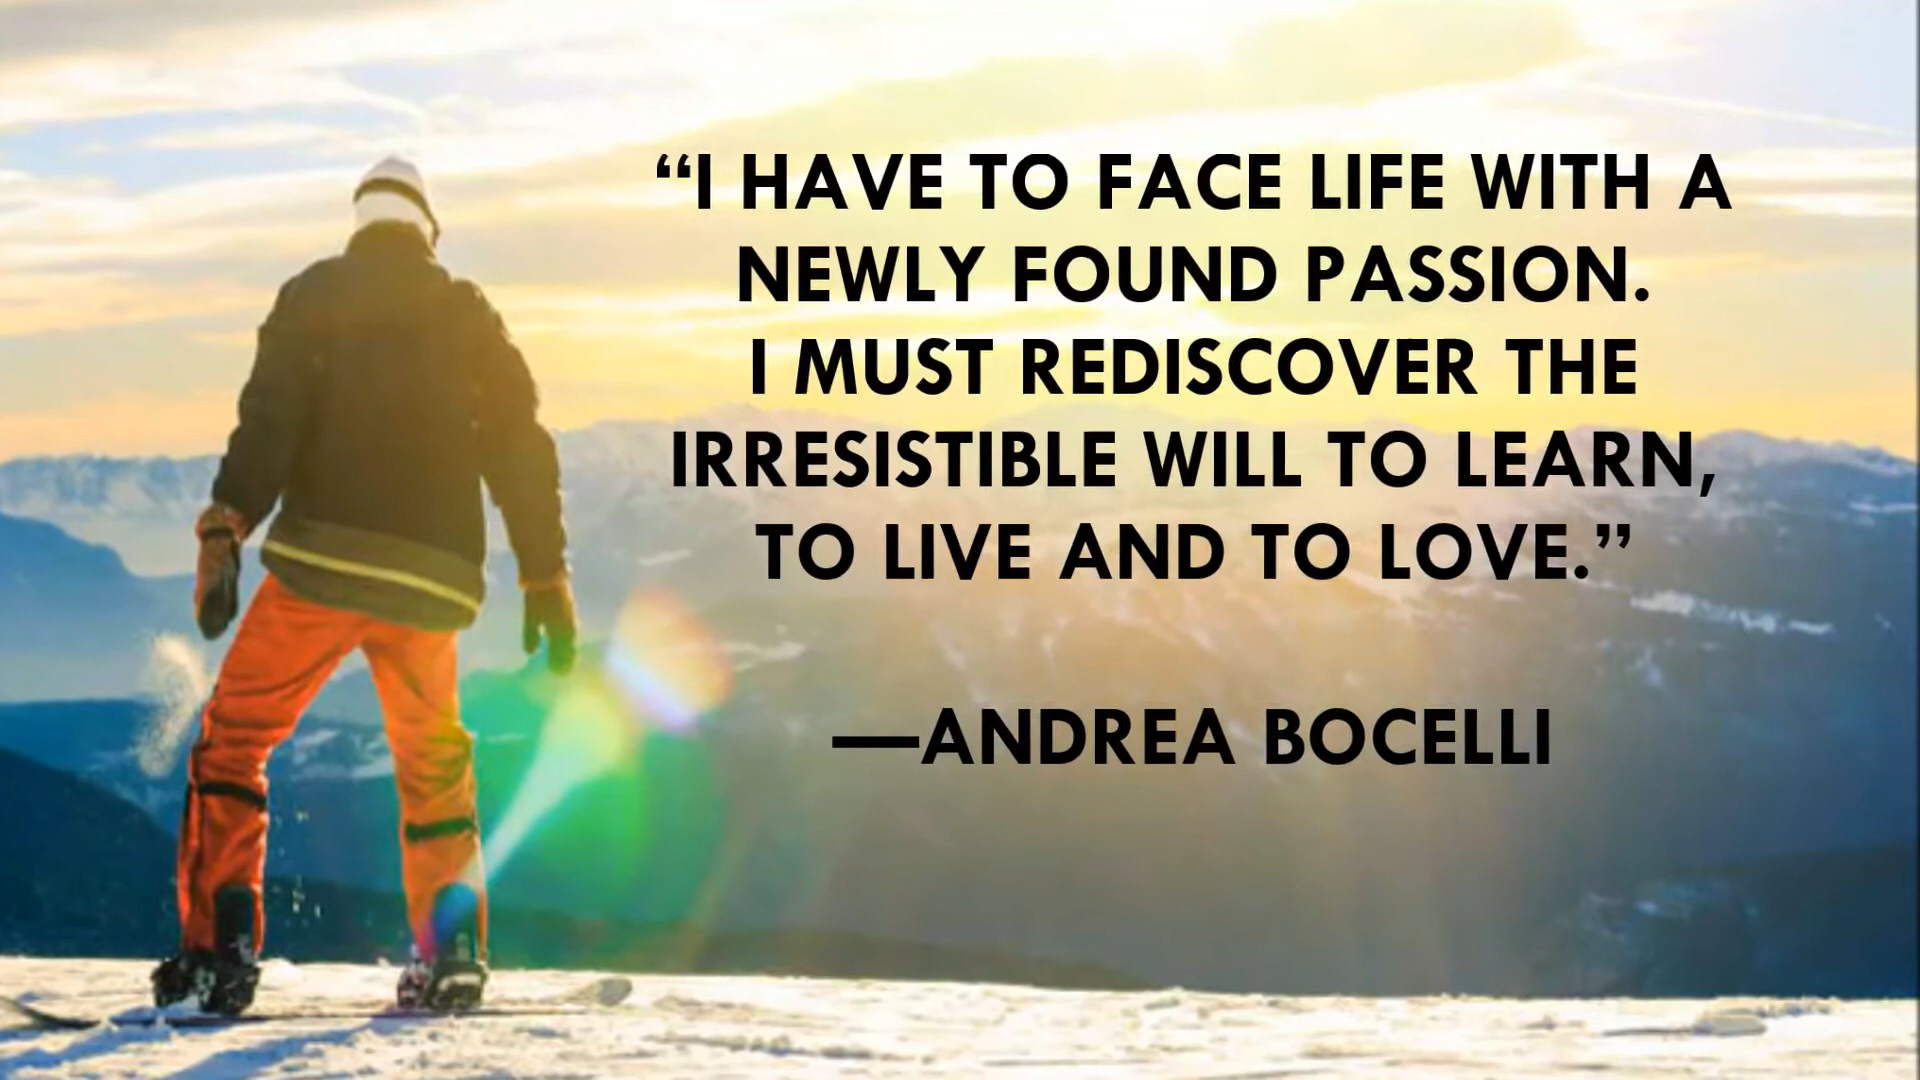 “I HAVE TO FACE LIFE WITH A
NEWLY FOUND PASSION.
I MUST REDISCOVER THE
IRRESISTIBLE WILL TO LEARN,
TO LIVE AND TO LOVE.”
—ANDREA BOCELLI